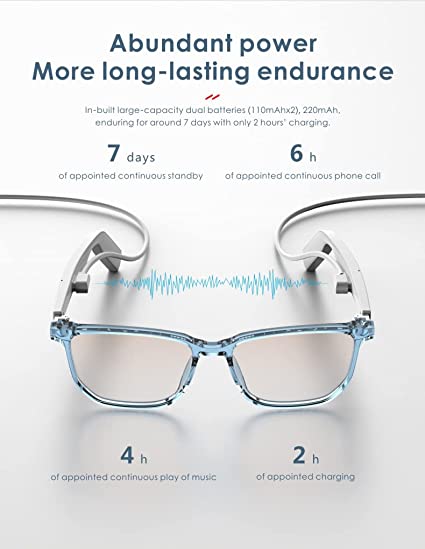 Abundant power
More long-lasting endurance
In-built large-capacity dual batteries (110mAhx2), 220mAh,
enduring for around 7 days with only 2 hours' charging.
7 days
of appointed continuous standby
6 h
of appointed continuous phone call
4 h
of appointed continuous play of music
2 h
of appointed charging